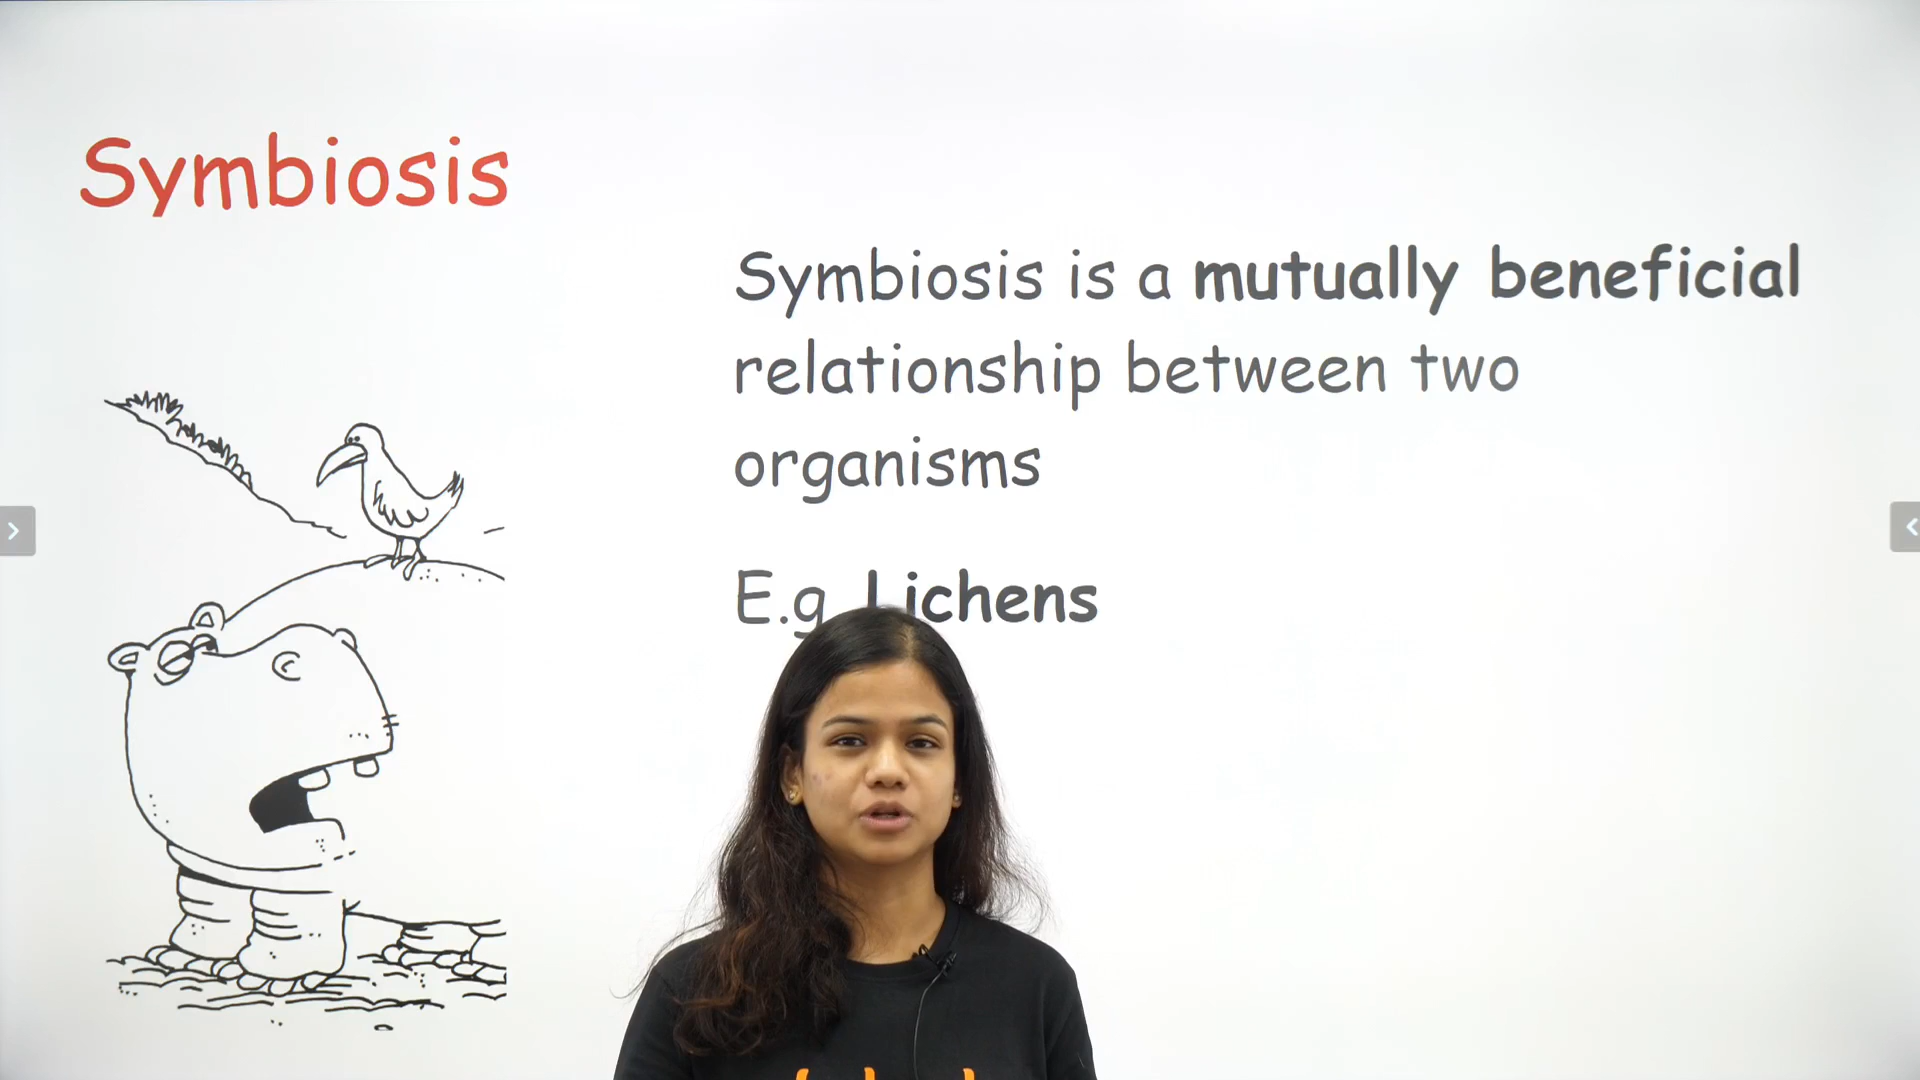 Symbiosis
Symbiosis is a mutually beneficial
relationship between two
organisms
E.g. Lichens